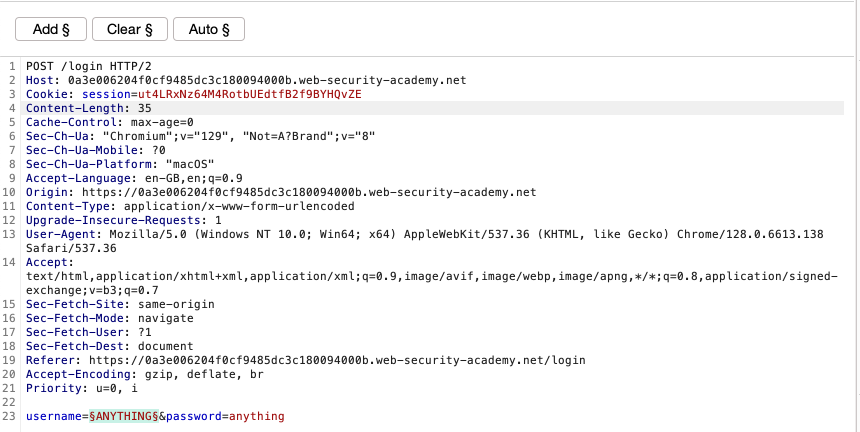 Add §
Clear §
Auto §
1 POST /login HTTP/2
2 Host: 0a3e006204f0cf9485dc3c180094000b.web-security-academy.net
3 Cookie: session=ut4LRxNz64M4RotbUEdtfB2f9BYHQvZE
4 Content-Length: 35
5 Cache-Control: max-age=0
6 Sec-Ch-Ua: "Chromium";v="129", "Not=A?Brand";v="8"
7 Sec-Ch-Ua-Mobile: ?0
8 Sec-Ch-Ua-Platform: "macOS"
9 Accept-Language: en-GB,en;q=0.9
10 Origin: https://0a3e006204f0cf9485dc3c180094000b.web-security-academy.net
11 Content-Type: application/x-www-form-urlencoded
12 Upgrade-Insecure-Requests: 1
13 User-Agent: Mozilla/5.0 (Windows NT 10.0; Win64; x64) AppleWebKit/537.36 (KHTML, like Gecko) Chrome/128.0.6613.138
Safari/537.36
14 Accept:
text/html,application/xhtml+xml,application/xml;q=0.9,image/avif,image/webp,image/apng,*/*;q=0.8,application/signed-
exchange;v=b3;q=0.7
15 Sec-Fetch-Site: same-origin
16 Sec-Fetch-Mode: navigate
17 Sec-Fetch-User: ?1
18 Sec-Fetch-Dest: document
19 Referer: https://0a3e006204f0cf9485dc3c180094000b.web-security-academy.net/login
20 Accept-Encoding: gzip, deflate, br
21 Priority: u=0, i
22
23 username=§ANYTHING§&password=anything